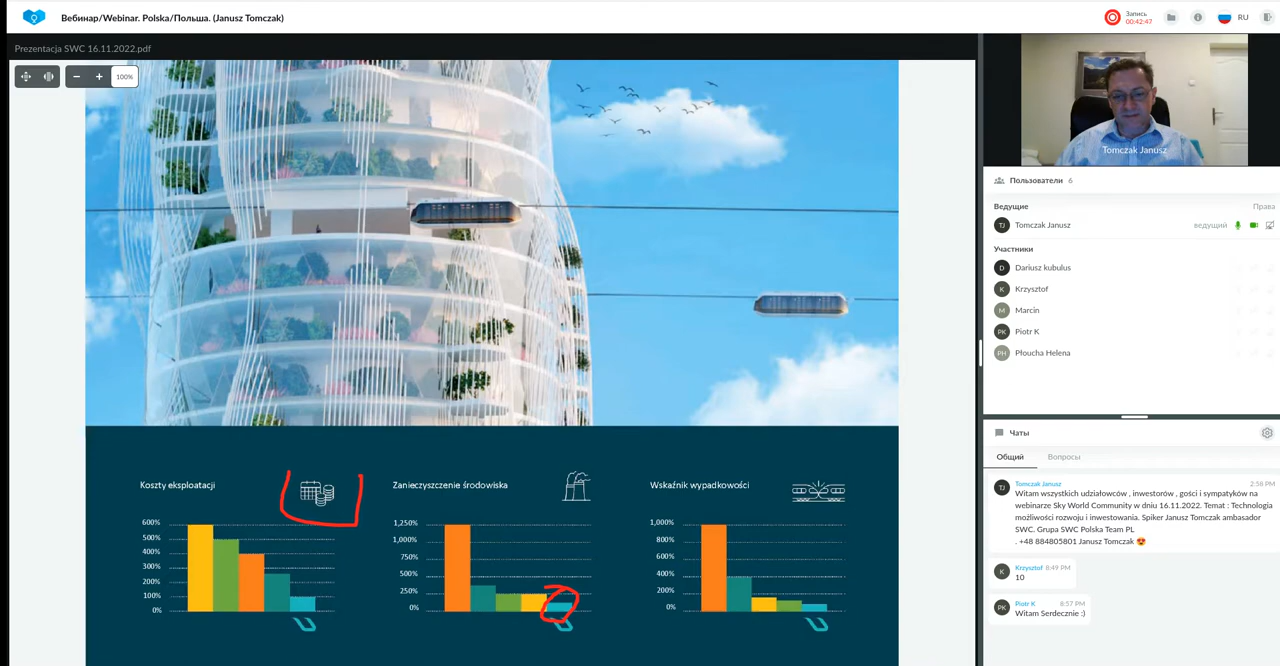 Вебинар/Webinar. Polska/Польша. (Janusz Tomczak)
Запись
00:42:47
RU
Prezentacja SWC 16.11.2022.pdf
100%
Tomczak Janusz
Пользователи 6
Ведущие
Права
TJ
Tomczak Janusz
ведущий
Участники
D
Dariusz kubulus
K
Krzysztof
M
Marcin
PK
Piotr K
PH
Płoucha Helena
Чаты
Общий
Вопросы
TJ
Tomczak Janusz
2:58 PM
Witam wszystkich udziałowców , inwestorów , gości i sympatyków na
webinarze Sky World Community w dniu 16.11.2022. Temat : Technologia
możliwości rozwoju i inwestowania. Spiker Janusz Tomczak ambasador
SWC. Grupa SWC Polska Team PL
. +48 884805801 Janusz Tomczak 😍
K
Krzysztof 8:49 PM
10
PK
Piotr K 8:57 PM
Witam Serdecznie :)
Koszty eksploatacji
600%
500%
400%
300%
200%
100%
0%
Zanieczyszczenie środowiska
1,250%
1,000%
750%
500%
250%
0%
Wskaźnik wypadkowości
1,000%
800%
600%
400%
200%
0%